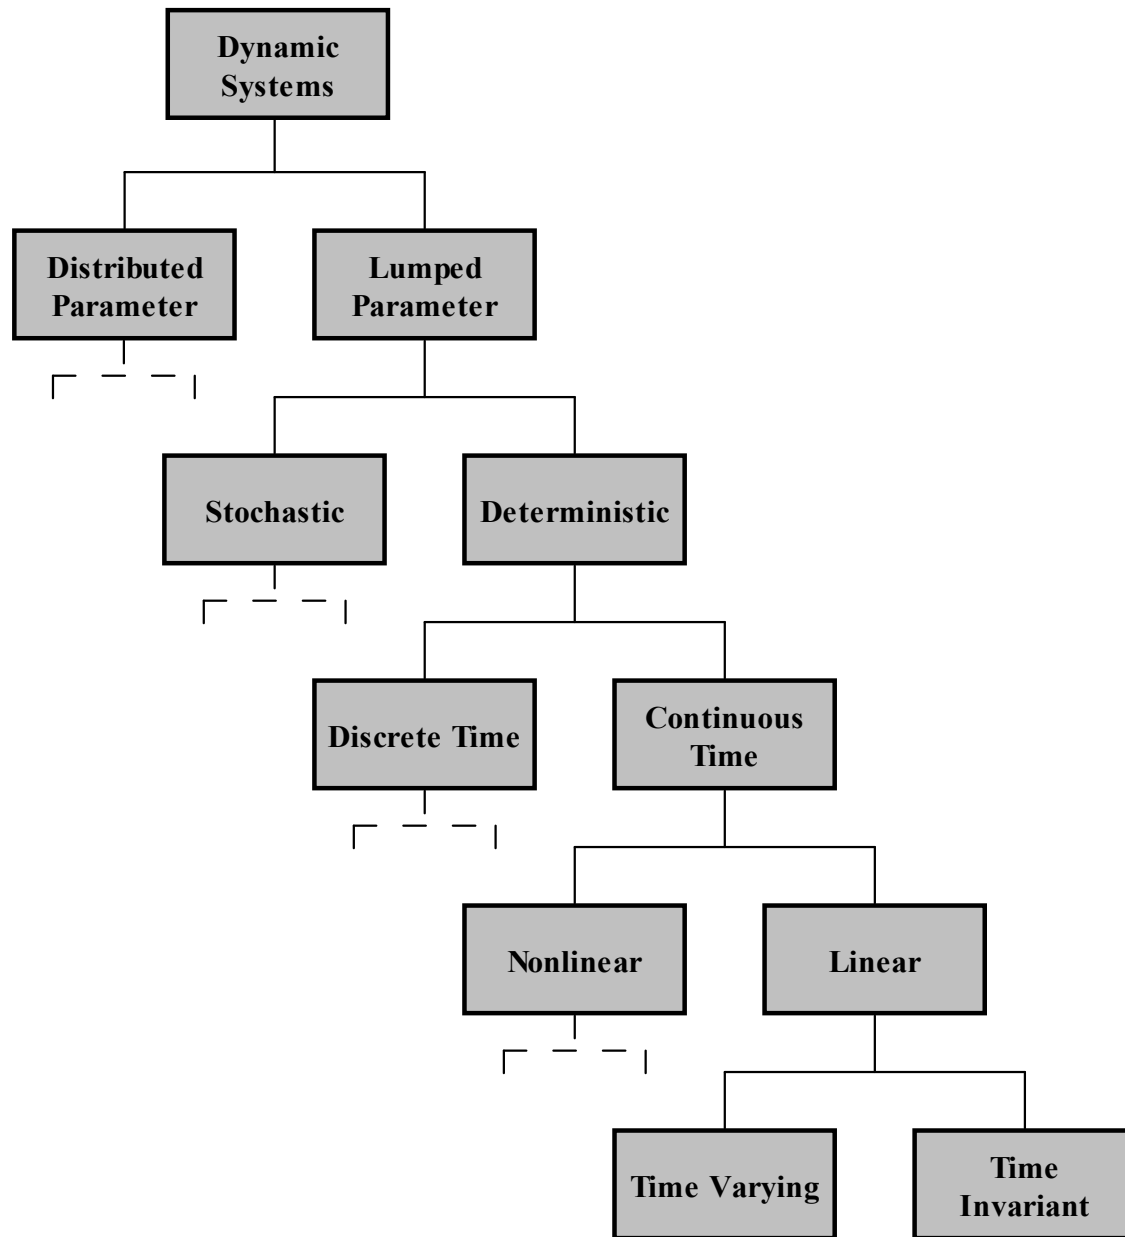 Dynamic
Systems
Distributed
Parameter
Lumped
Parameter
Stochastic
Deterministic
Discrete Time
Continuous
Time
Nonlinear
Linear
Time Varying
Time
Invariant